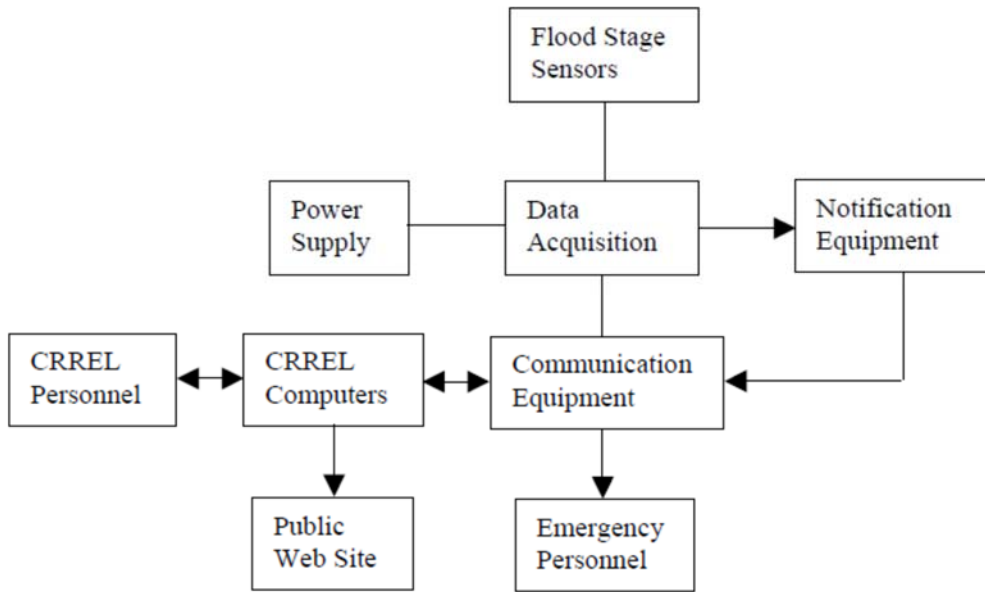 Flood Stage
Sensors
Power
Supply
Data
Acquisition
Notification
Equipment
CRREL
Personnel
CRREL
Computers
Communication
Equipment
Public
Web Site
Emergency
Personnel